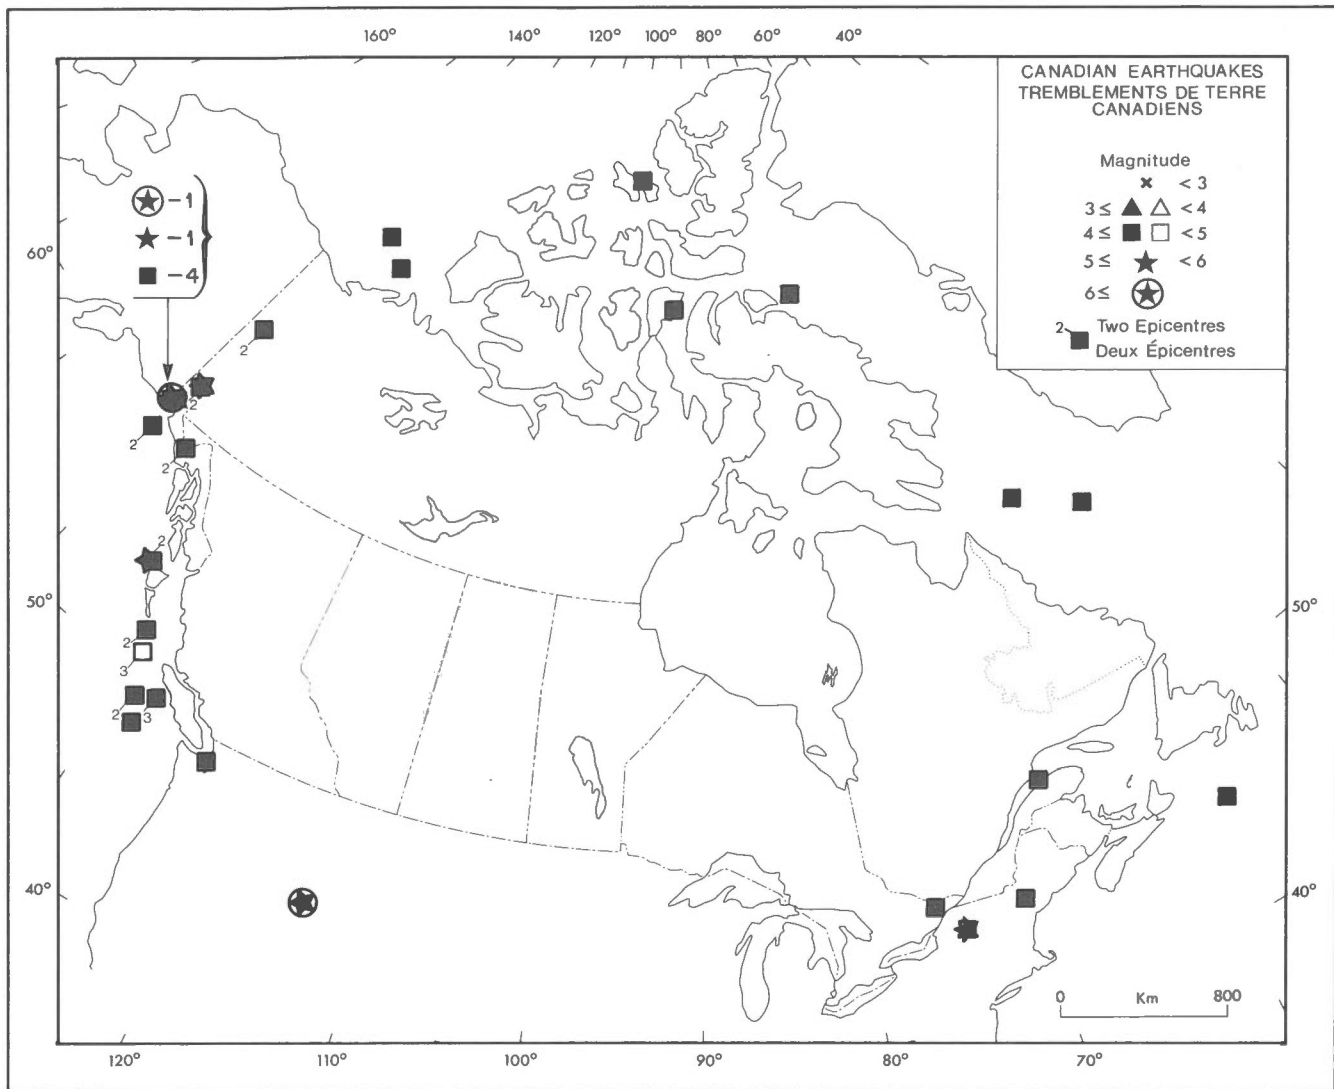 160° 140° 120° 100° 80° 60° 40°
CANADIAN EARTHQUAKES
TREMBLEMENTS DE TERRE
CANADIENS
Magnitude
< 3
3 ≤ < 4
4 ≤ < 5
5 ≤ < 6
6 ≤
2 Two Epicentres
Deux Épicentres
-1
-1
-4
60°
2
2
2
2
2
50° 50°
2
3
2 3
40° 40°
0 Km 800
120° 110° 100° 90° 80° 70°